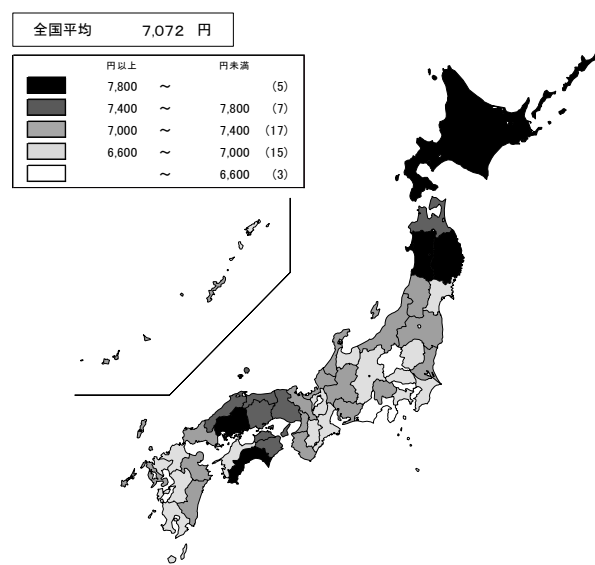 全国平均 7,072 円
円以上 円未満
7,800 ～ (5)
7,400 ～ 7,800 (7)
7,000 ～ 7,400 (17)
6,600 ～ 7,000 (15)
～ 6,600 (3)